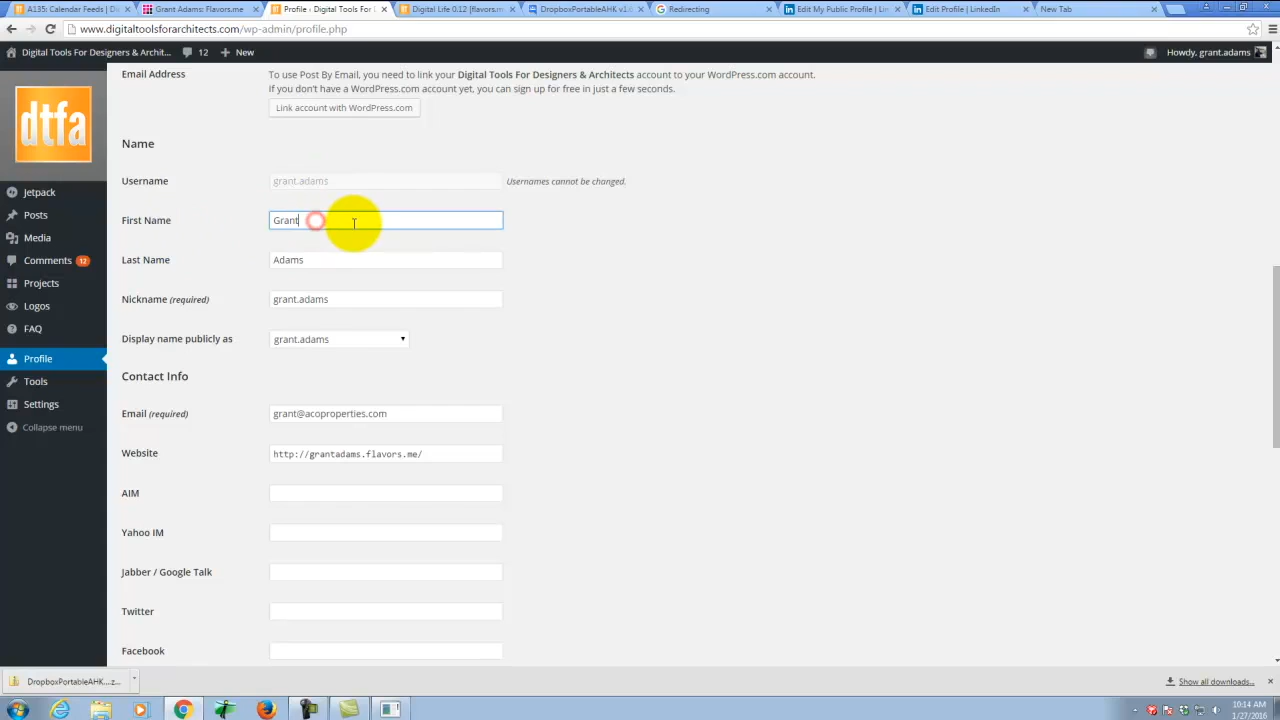 A135: Calendar Feeds | Di
Grant Adams: Flavors.me
Profile ‹ Digital Tools For
Digital Life 0.12 [flavors.m
DropboxPortableAHK v1.6
Redirecting
Edit My Public Profile | Lin
Edit Profile | LinkedIn
New Tab
www.digitaltoolsforarchitects.com/wp-admin/profile.php
Digital Tools For Designers & Archit...
12
New
Howdy, grant.adams
dtfa
Jetpack
Posts
Media
Comments 12
Projects
Logos
FAQ
Profile
Tools
Settings
Collapse menu
Email Address
To use Post By Email, you need to link your Digital Tools For Designers & Architects account to your WordPress.com account.
If you don't have a WordPress.com account yet, you can sign up for free in just a few seconds.
Link account with WordPress.com
Name
Username
grant.adams
Usernames cannot be changed.
First Name
Grant
Last Name
Adams
Nickname (required)
grant.adams
Display name publicly as
grant.adams
Contact Info
Email (required)
grant@acoproperties.com
Website
http://grantadams.flavors.me/
AIM
Yahoo IM
Jabber / Google Talk
Twitter
Facebook
DropboxPortableAHK....z...
Show all downloads...
10:14 AM
1/27/2016